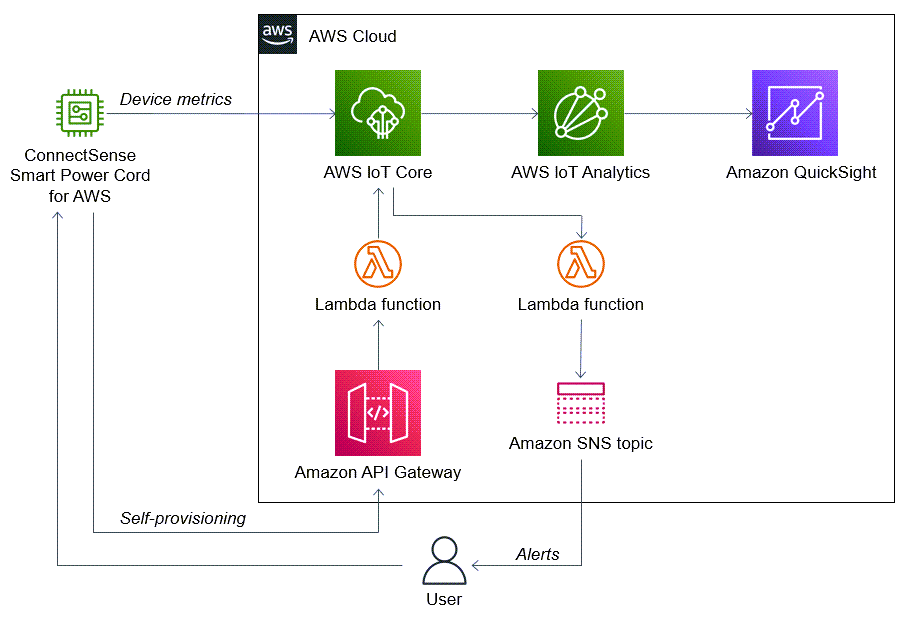 aws
AWS Cloud
Device metrics
ConnectSense
Smart Power Cord
for AWS
AWS IoT Core
AWS IoT Analytics
Amazon QuickSight
Lambda function
Lambda function
</>
Amazon API Gateway
Amazon SNS topic
Self-provisioning
Alerts
User